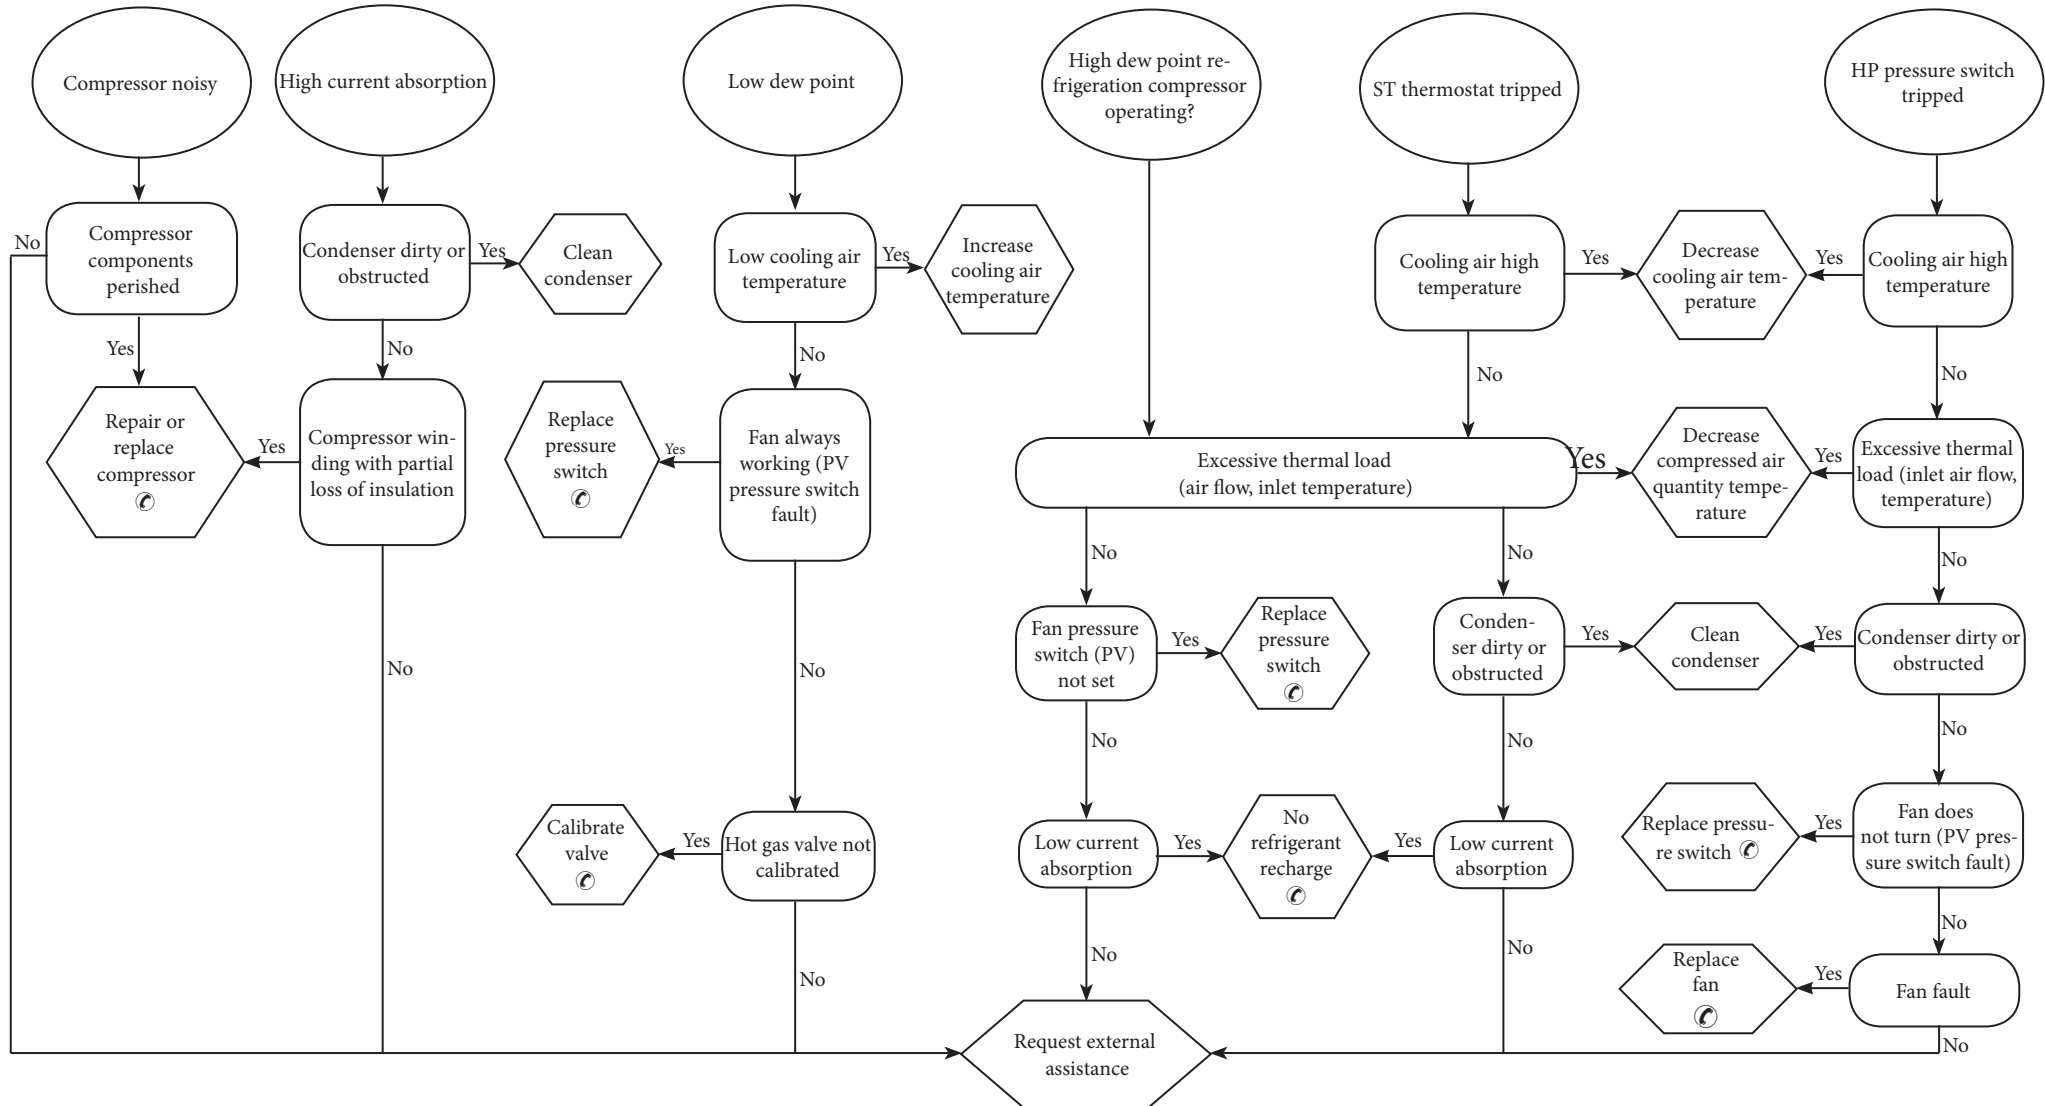 Compressor noisy
High current absorption
Low dew point
High dew point re-
frigeration compressor
operating?
ST thermostat tripped
HP pressure switch
tripped
No
Compressor
components
perished
Condenser dirty or
obstructed
Yes
Clean
condenser
Low cooling air
temperature
Yes
Increase
cooling air
temperature
Cooling air high
temperature
Yes
Decrease
cooling air tem-
perature
Yes
Cooling air high
temperature
Yes
No
No
No
No
Repair or
replace
compressor
Yes
Compressor win-
ding with partial
loss of insulation
Replace
pressure
switch
Yes
Fan always
working (PV
pressure switch
fault)
Excessive thermal load
(air flow, inlet temperature)
Yes
Decrease
compressed air
quantity tempe-
rature
Yes
Excessive thermal
load (inlet air flow,
temperature)
No
No
No
Fan pressure
switch (PV)
not set
Yes
Replace
pressure
switch
Conden-
ser dirty or
obstructed
Yes
Clean
condenser
Yes
Condenser dirty or
obstructed
No
No
No
No
No
Calibrate
valve
Yes
Hot gas valve not
calibrated
Low current
absorption
Yes
No
refrigerant
recharge
Yes
Low current
absorption
Replace pressu-
re switch
Yes
Fan does
not turn (PV pres-
sure switch fault)
No
No
No
No
Replace
fan
Yes
Fan fault
Request external
assistance
No